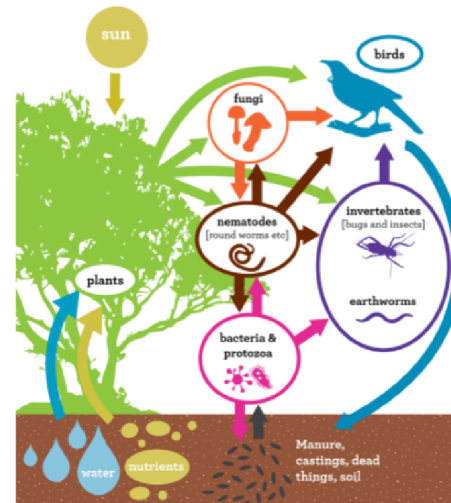 sun
birds
fungi
nematodes
[round worms etc]
invertebrates
[bugs and insects]
plants
earthworms
bacteria &
protozoa
Manure,
castings, dead
things, soil
water
nutrients